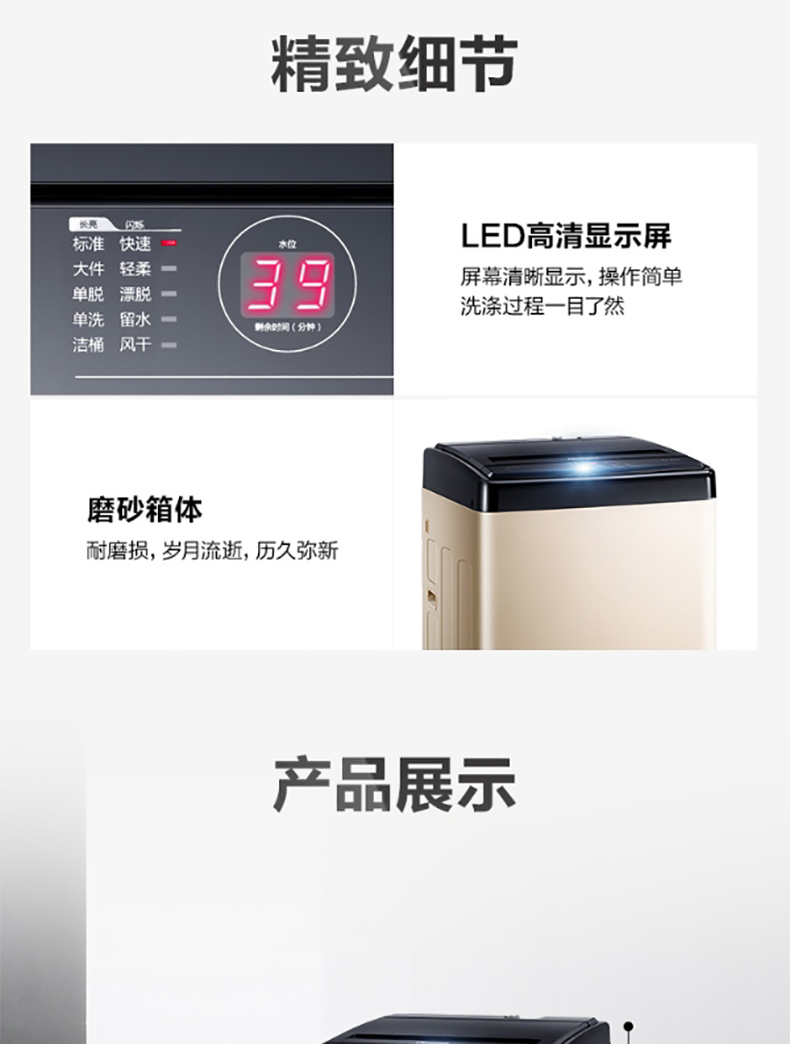 精致细节
长亮 闪烁
标准 快速
大件 轻柔
单脱 漂脱
单洗 留水
洁桶 风干
水位
39
剩余时间(分钟)
LED高清显示屏
屏幕清晰显示,操作简单
洗涤过程一目了然
磨砂箱体
耐磨损,岁月流逝,历久弥新
产品展示